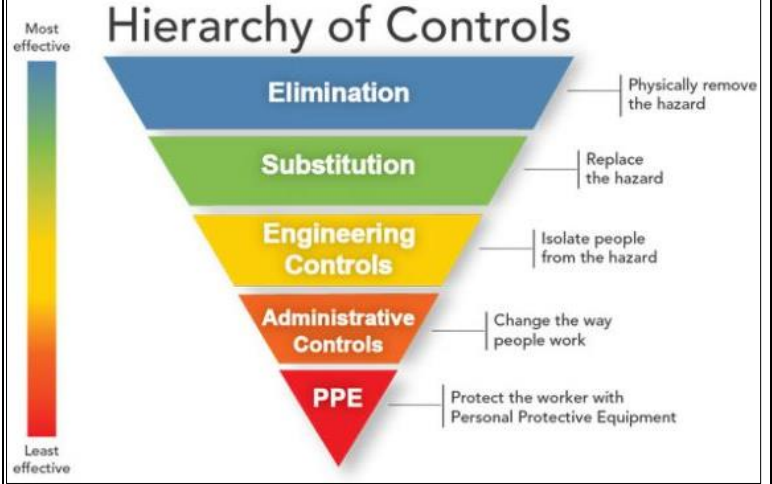 Hierarchy of Controls
Most
effective
Elimination
Physically remove
the hazard
Substitution
Replace
the hazard
Engineering
Controls
Isolate people
from the hazard
Administrative
Controls
Change the way
people work
PPE
Protect the worker with
Personal Protective Equipment
Least
effective